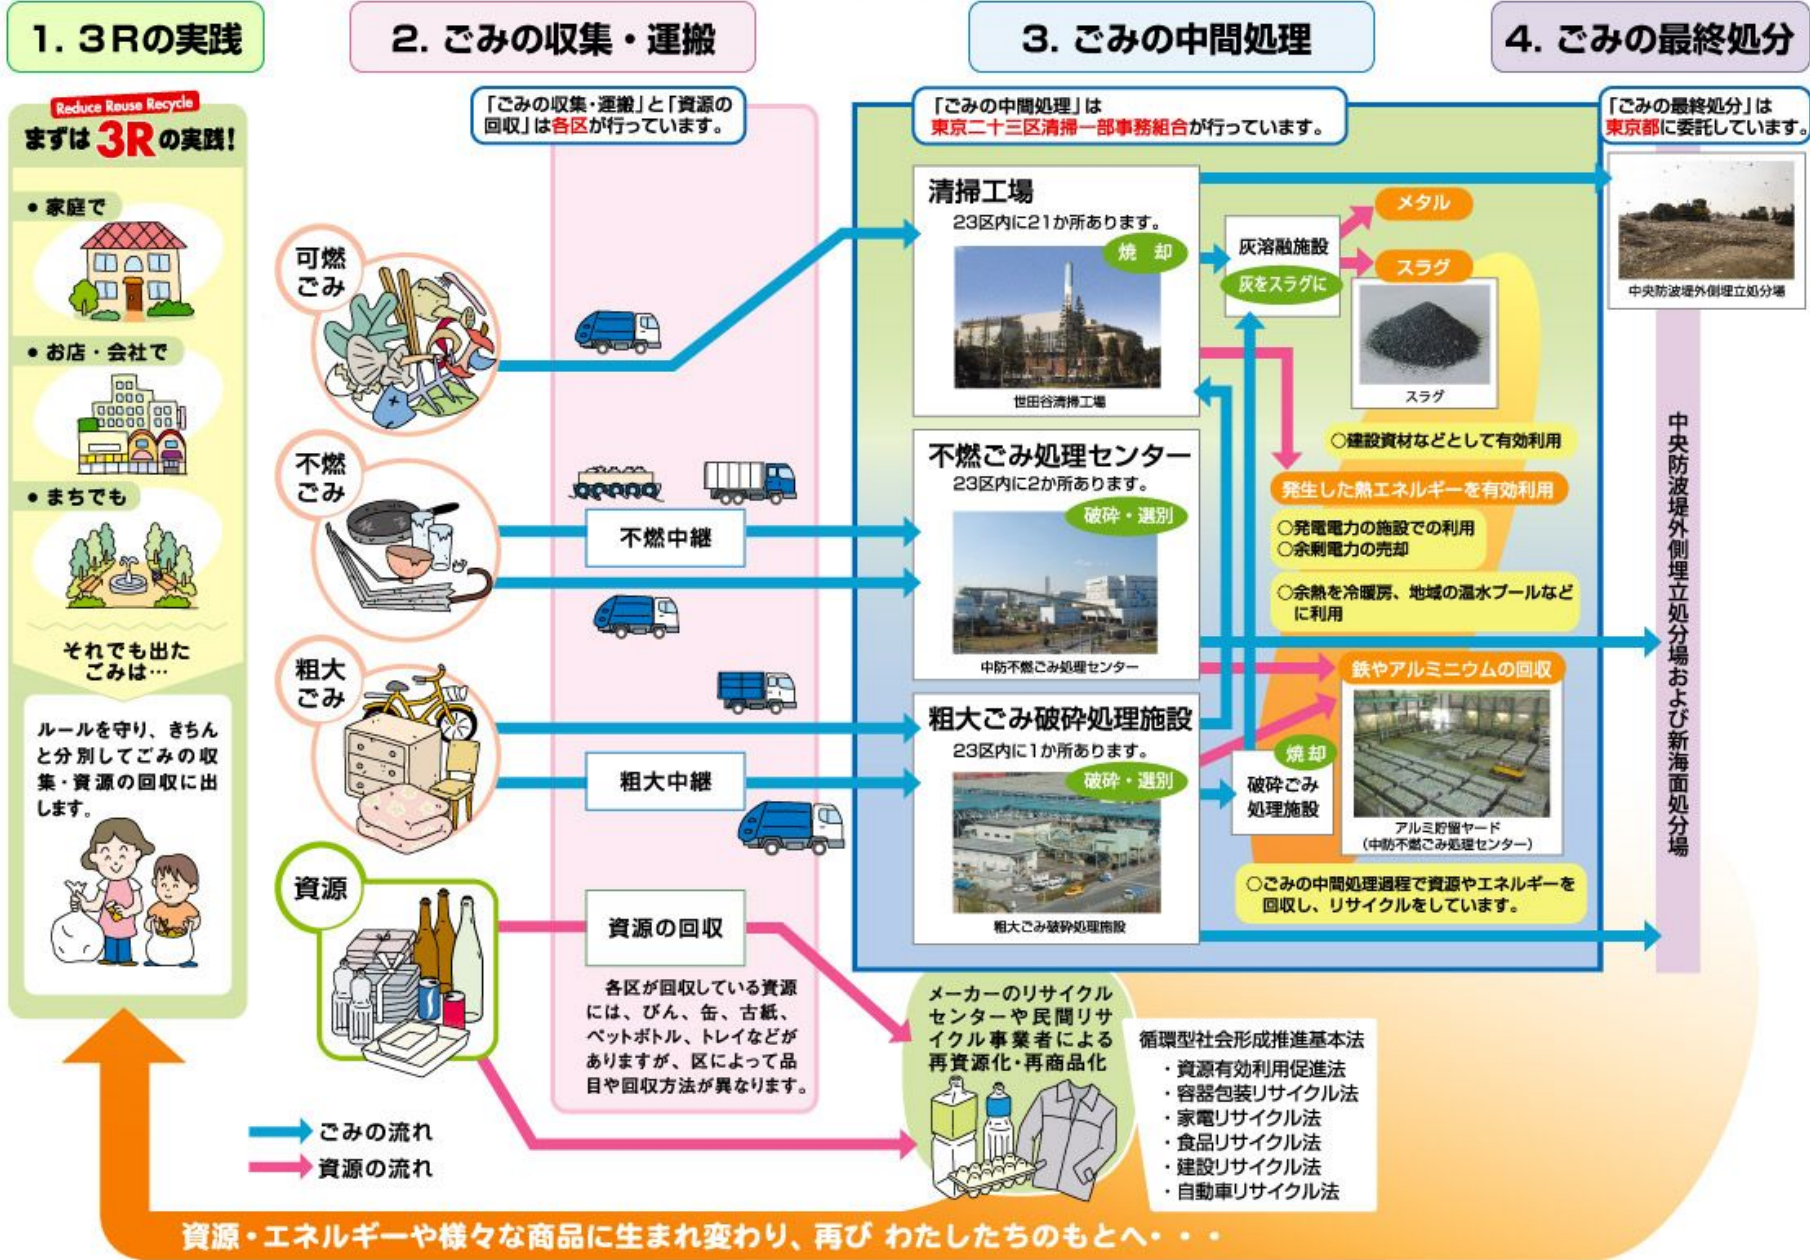 1. 3Rの実践
2. ごみの収集・運搬
3. ごみの中間処理
4. ごみの最終処分
Reduce Reuse Recycle
まずは3Rの実践!
• 家庭で
• お店・会社で
• まちでも
それでも出た
ごみは…
ルールを守り、きちん
と分別してごみの収
集・資源の回収に出
します。
「ごみの収集・運搬」と「資源の
回収」は各区が行っています。
可燃
ごみ
不燃
ごみ
不燃中継
粗大
ごみ
粗大中継
資源
資源の回収
各区が回収している資源
には、びん、缶、古紙、
ペットボトル、トレイなどが
ありますが、区によって品
目や回収方法が異なります。
ごみの流れ
資源の流れ
「ごみの中間処理」は
東京二十三区清掃一部事務組合が行っています。
清掃工場
23区内に21か所あります。
焼却
世田谷清掃工場
灰溶融施設
灰をスラグに
メタル
スラグ
スラグ
○建設資材などとして有効利用
発生した熱エネルギーを有効利用
○発電電力の施設での利用
○余剰電力の売却
○余熱を冷暖房、地域の温水プールなど
に利用
不燃ごみ処理センター
23区内に2か所あります。
破砕・選別
中防不燃ごみ処理センター
鉄やアルミニウムの回収
アルミ貯留ヤード
(中防不燃ごみ処理センター)
粗大ごみ破砕処理施設
23区内に1か所あります。
破砕・選別
粗大ごみ破砕処理施設
焼却
破砕ごみ
処理施設
○ごみの中間処理過程で資源やエネルギーを
回収し、リサイクルをしています。
「ごみの最終処分」は
東京都に委託しています。
中央防波堤外側埋立処分場
中央防波堤外側埋立処分場および新海面処分場
メーカーのリサイクル
センターや民間リサ
イクル事業者による
再資源化・再商品化
循環型社会形成推進基本法
・資源有効利用促進法
・容器包装リサイクル法
・家電リサイクル法
・食品リサイクル法
・建設リサイクル法
・自動車リサイクル法
資源・エネルギーや様々な商品に生まれ変わり、再び わたしたちのもとへ・・・